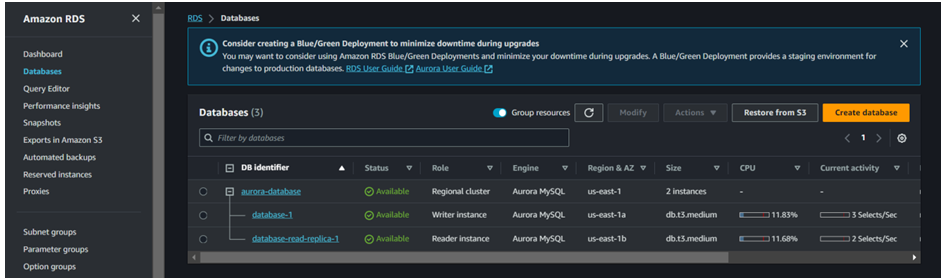 Amazon RDS
Dashboard
Databases
Query Editor
Performance insights
Snapshots
Exports in Amazon S3
Automated backups
Reserved instances
Proxies
Subnet groups
Parameter groups
Option groups
RDS > Databases
Consider creating a Blue/Green Deployment to minimize downtime during upgrades
You may want to consider using Amazon RDS Blue/Green Deployments and minimize your downtime during upgrades. A Blue/Green Deployment provides a staging environment for
changes to production databases. RDS User Guide Aurora User Guide
Databases (3)
Group resources
Modify
Actions
Restore from S3
Create database
Filter by databases
1
DB identifier Status Role Engine Region & AZ Size CPU Current activity
aurora-database Available Regional cluster Aurora MySQL us-east-1 2 instances - -
database-1 Available Writer instance Aurora MySQL us-east-1a db.t3.medium 11.83% 3 Selects/Sec
database-read-replica-1 Available Reader instance Aurora MySQL us-east-1b db.t3.medium 11.68% 2 Selects/Sec